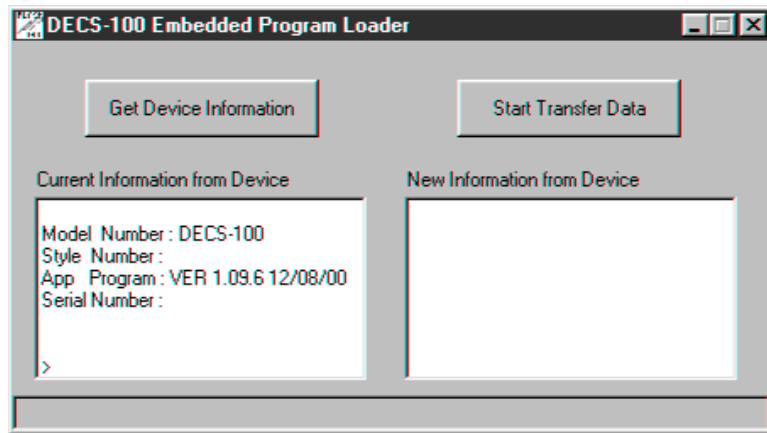 DECS-100 Embedded Program Loader
Get Device Information
Start Transfer Data
Current Information from Device
New Information from Device
Model Number : DECS-100
Style Number :
App Program : VER 1.09.6 12/08/00
Serial Number :
>